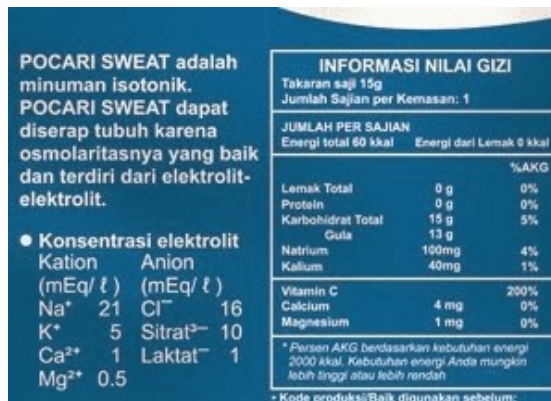 POCARI SWEAT adalah
minuman isotonik.
POCARI SWEAT dapat
diserap tubuh karena
osmolaritasnya yang baik
dan terdiri dari elektrolit-
elektrolit.
● Konsentrasi elektrolit
Kation Anion
(mEq/ℓ) (mEq/ℓ)
Na⁺ 21 Cl⁻ 16
K⁺ 5 Sitrat³⁻ 10
Ca²⁺ 1 Laktat⁻ 1
Mg²⁺ 0.5
INFORMASI NILAI GIZI
Takaran saji 15g
Jumlah Sajian per Kemasan: 1
JUMLAH PER SAJIAN
Energi total 60 kkal Energi dari Lemak 0 kkal
%AKG
Lemak Total 0 g 0%
Protein 0 g 0%
Karbohidrat Total 15 g 5%
Gula 13 g
Natrium 100mg 4%
Kalium 40mg 1%
Vitamin C 200%
Calcium 4 mg 0%
Magnesium 1 mg 0%
* Persen AKG berdasarkan kebutuhan energi
2000 kkal. Kebutuhan energi Anda mungkin
lebih tinggi atau lebih rendah
• Kode produksi/Baik digunakan sebelum: